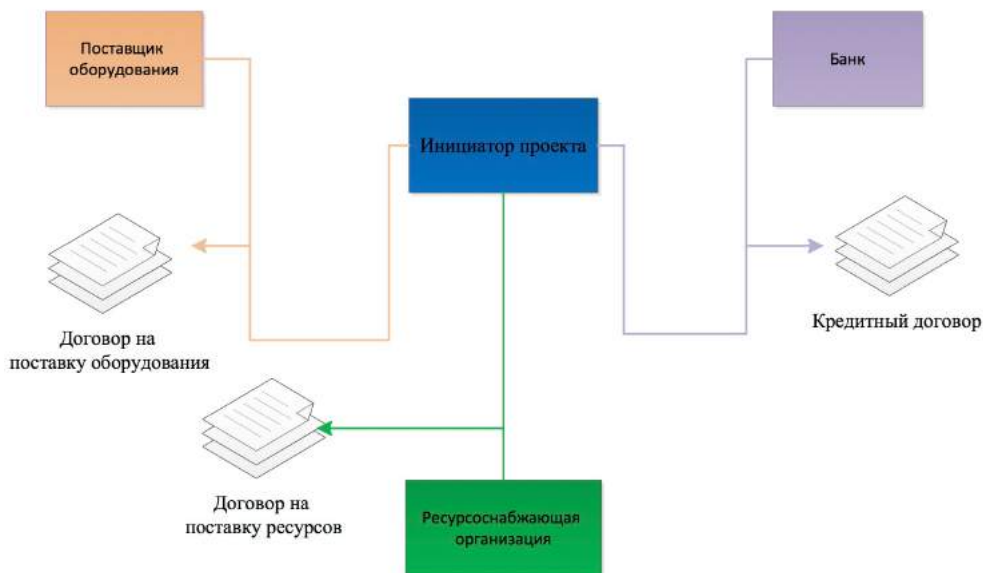 Поставщик
оборудования
Банк
Инициатор проекта
Договор на
поставку оборудования
Кредитный договор
Договор на
поставку ресурсов
Ресурсоснабжающая
организация